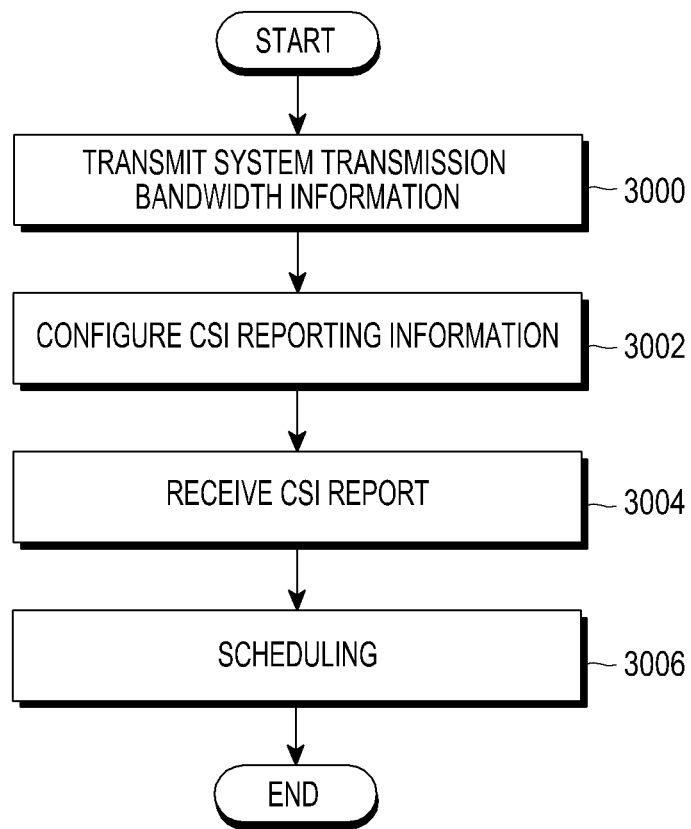 START
TRANSMIT SYSTEM TRANSMISSION
BANDWIDTH INFORMATION
3000
CONFIGURE CSI REPORTING INFORMATION
3002
RECEIVE CSI REPORT
3004
SCHEDULING
3006
END